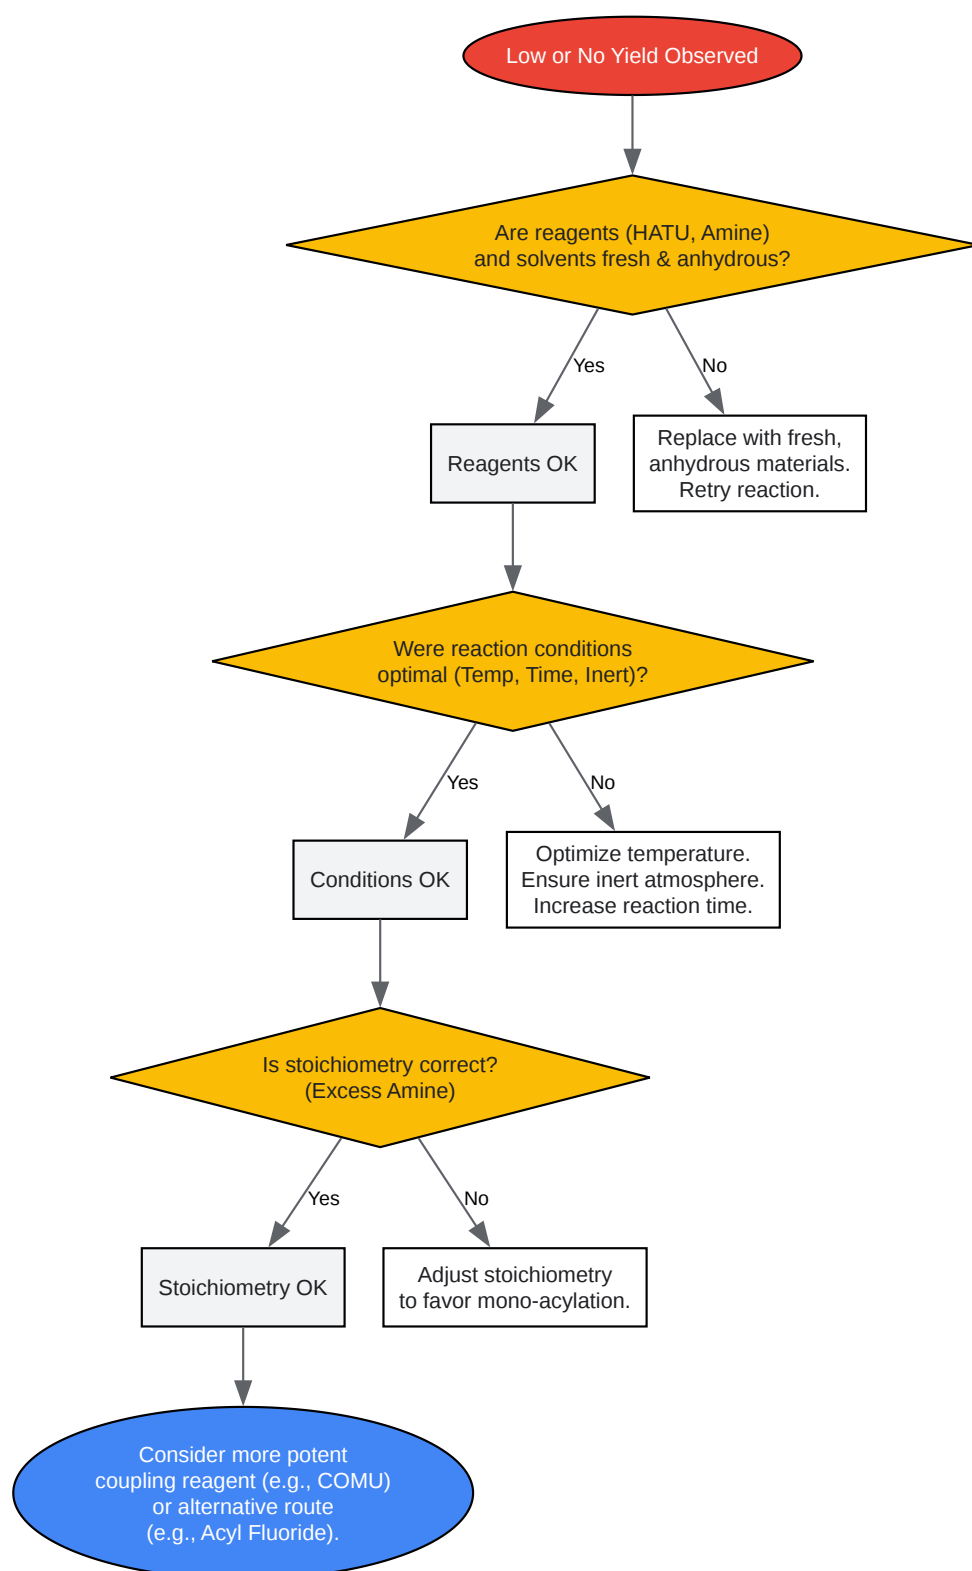 Low or No Yield Observed
Are reagents (HATU, Amine)
and solvents fresh & anhydrous?
Yes
No
Reagents OK
Replace with fresh,
anhydrous materials.
Retry reaction.
Were reaction conditions
optimal (Temp, Time, Inert)?
Yes
No
Conditions OK
Optimize temperature.
Ensure inert atmosphere.
Increase reaction time.
Is stoichiometry correct?
(Excess Amine)
Yes
No
Stoichiometry OK
Adjust stoichiometry
to favor mono-acylation.
Consider more potent
coupling reagent (e.g., COMU)
or alternative route
(e.g., Acyl Fluoride).